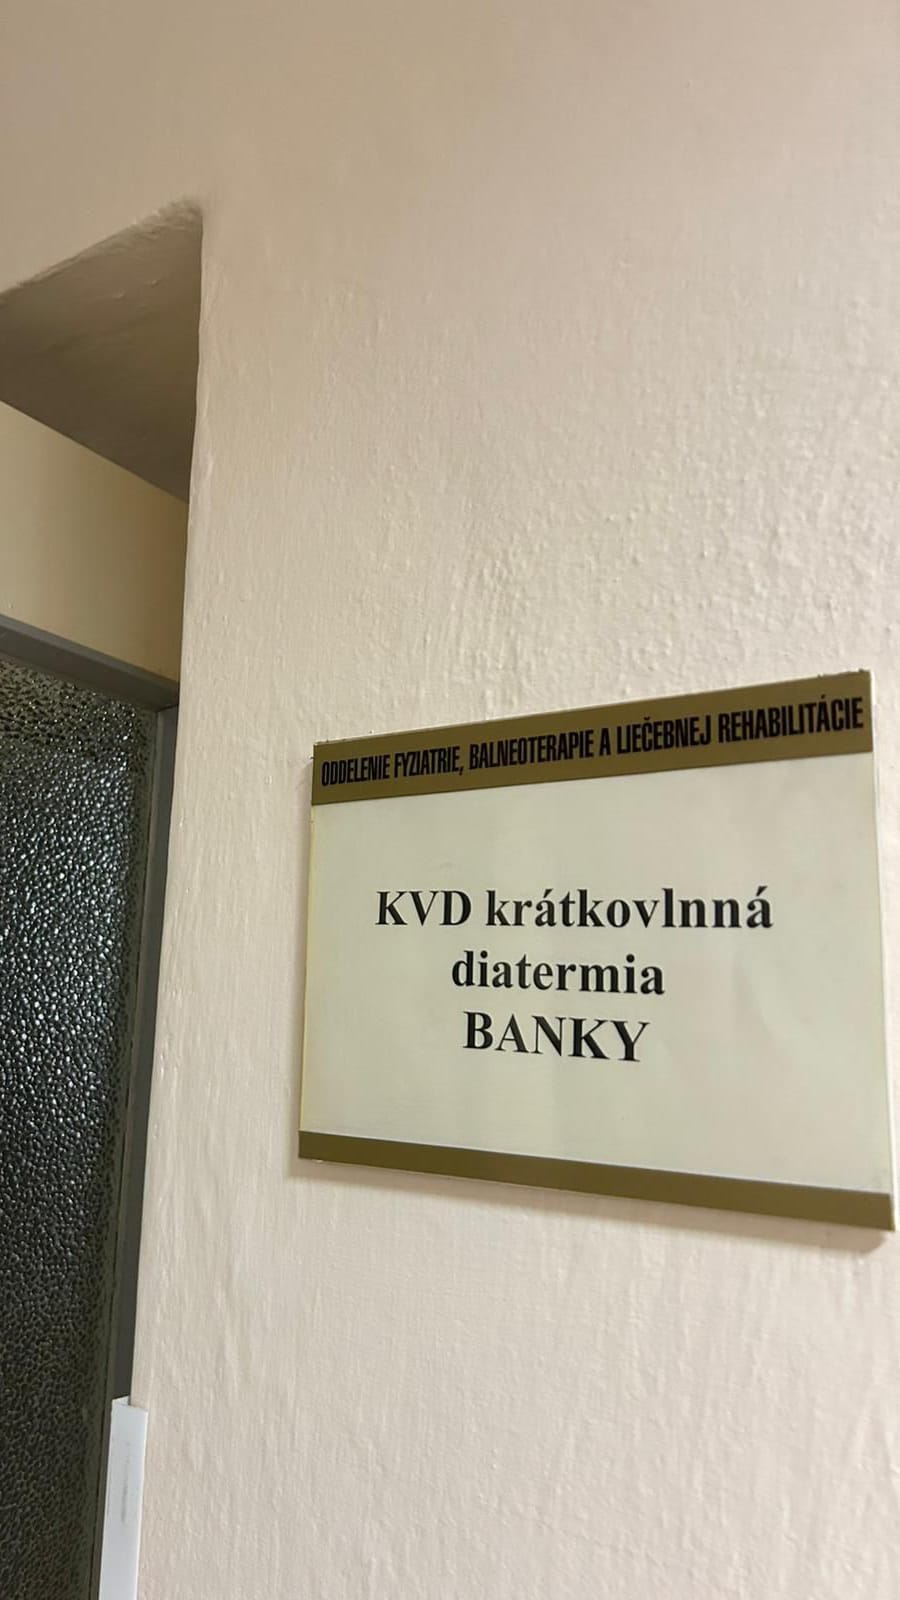 ODDELENIE FYZIATRIE, BALNEOTERAPIE A LIEČEBNEJ REHABILITÁCIE
KVD krátkovlnná
diatermia
BANKY